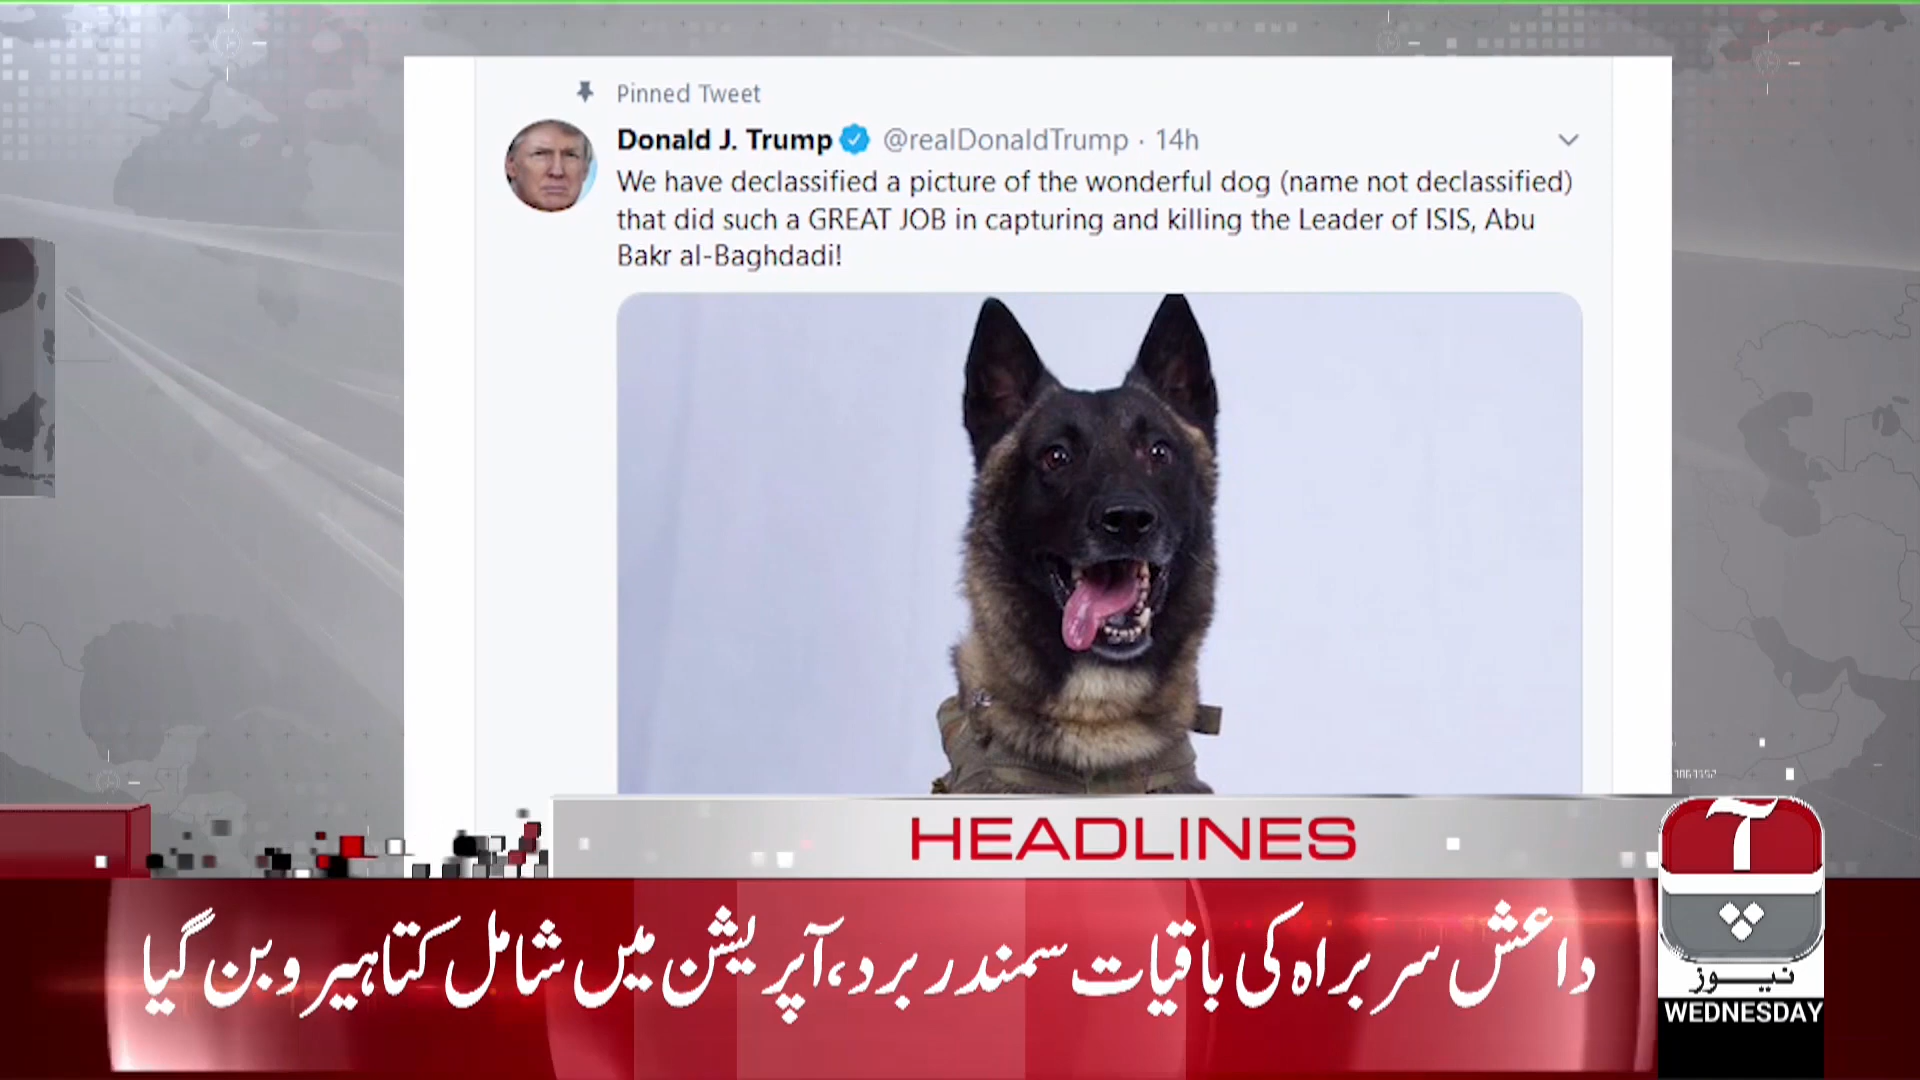 Pinned Tweet
Donald J. Trump @realDonaldTrump · 14h
We have declassified a picture of the wonderful dog (name not declassified)
that did such a GREAT JOB in capturing and killing the Leader of ISIS, Abu
Bakr al-Baghdadi!
HEADLINES
داعش سربراہ کی باقیات سمندر برد،آپریشن میں شامل کتا ہیرو بن گیا
آپ
نیوز
WEDNESDAY